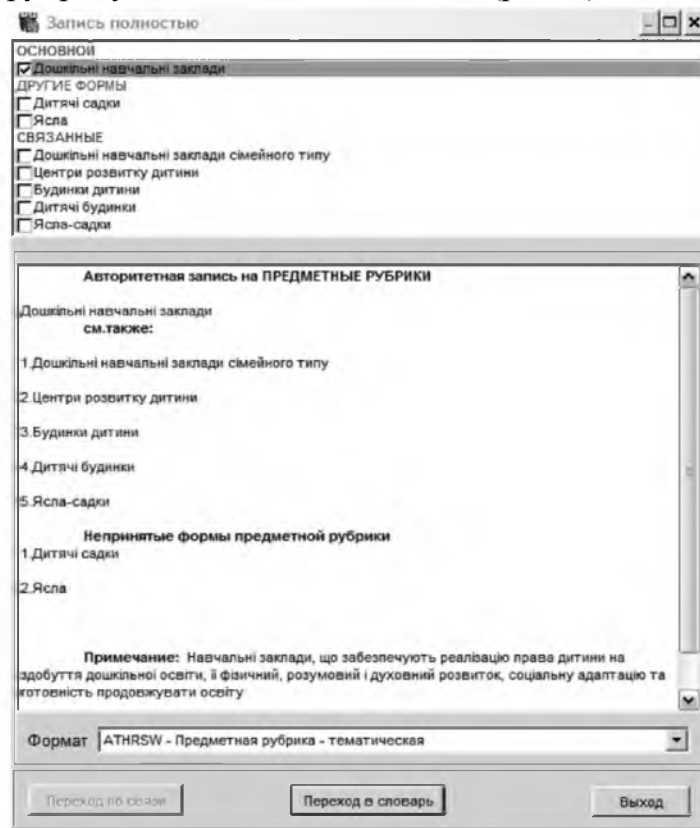 Запись полностью
ОСНОВНОЙ
Дошкільні навчальні заклади
ДРУГИЕ ФОРМЫ
Дитячі садки
Ясла
СВЯЗАННЫЕ
Дошкільні навчальні заклади сімейного типу
Центри розвитку дитини
Будинки дитини
Дитячі будинки
Ясла-садки
Авторитетная запись на ПРЕДМЕТНЫЕ РУБРИКИ
Дошкільні навчальні заклади
см.также:
1.Дошкільні навчальні заклади сімейного типу
2.Центри розвитку дитини
3.Будинки дитини
4.Дитячі будинки
5.Ясла-садки
Непринятые формы предметной рубрики
1.Дитячі садки
2.Ясла
Примечание: Навчальні заклади, що забезпечують реалізацію права дитини на
здобуття дошкільної освіти, її фізичний, розумовий і духовний розвиток, соціальну адаптацію та
готовність продовжувати освіту
Формат ATHRSW - Предметная рубрика - тематическая
Переход по связи Переход в словарь Выход